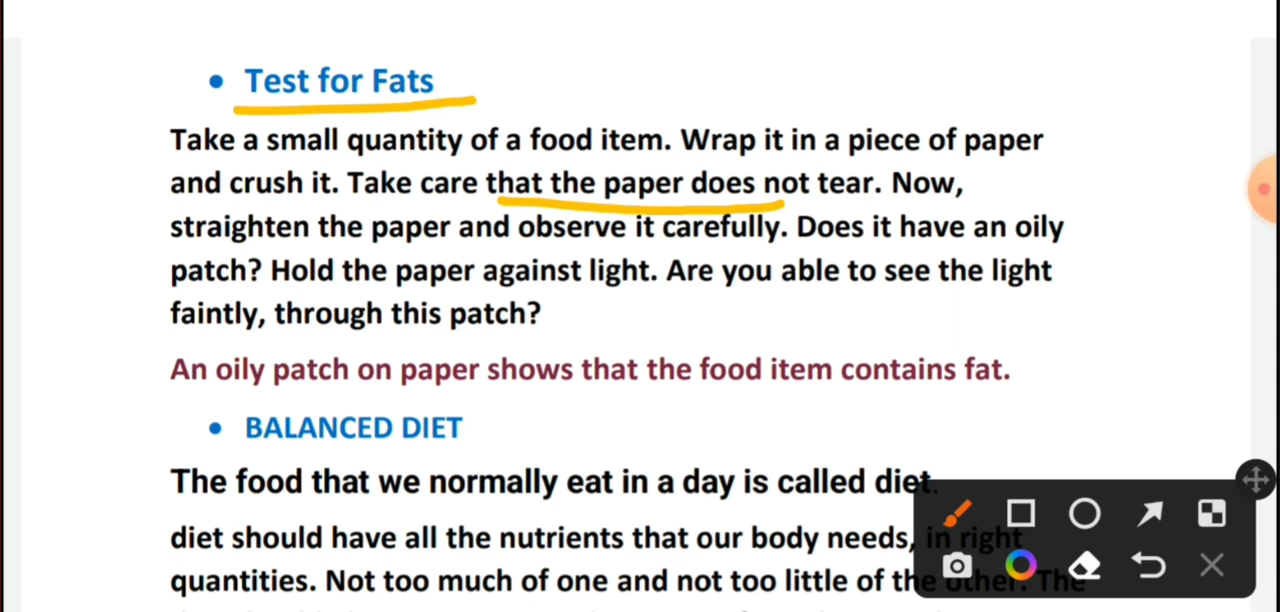 • Test for Fats
Take a small quantity of a food item. Wrap it in a piece of paper
and crush it. Take care that the paper does not tear. Now,
straighten the paper and observe it carefully. Does it have an oily
patch? Hold the paper against light. Are you able to see the light
faintly, through this patch?
An oily patch on paper shows that the food item contains fat.
• BALANCED DIET
The food that we normally eat in a day is called diet.
diet should have all the nutrients that our body needs, in right
quantities. Not too much of one and not too little of the other. The